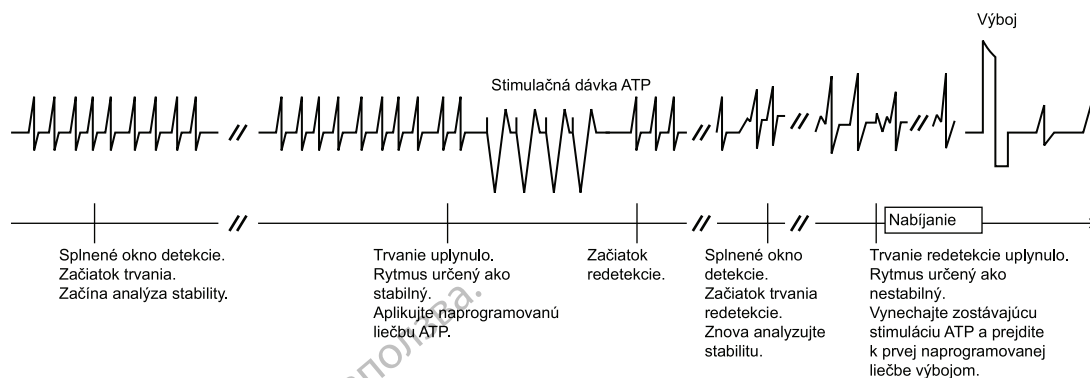 Výboj
Stimulačná dávka ATP
Nabíjanie
Splnené okno detekcie.
Začiatok trvania.
Začína analýza stability.
Trvanie uplynulo.
Rytmus určený ako
stabilný.
Aplikujte naprogramovanú
liečbu ATP.
Začiatok
redetekcie.
Splnené okno
detekcie.
Začiatok trvania
redetekcie.
Znova analyzujte
stabilitu.
Trvanie redetekcie uplynulo.
Rytmus určený ako
nestabilný.
Vynechajte zostávajúcu
stimuláciu ATP a prejdite
k prvej naprogramovanej
liečbe výbojom.